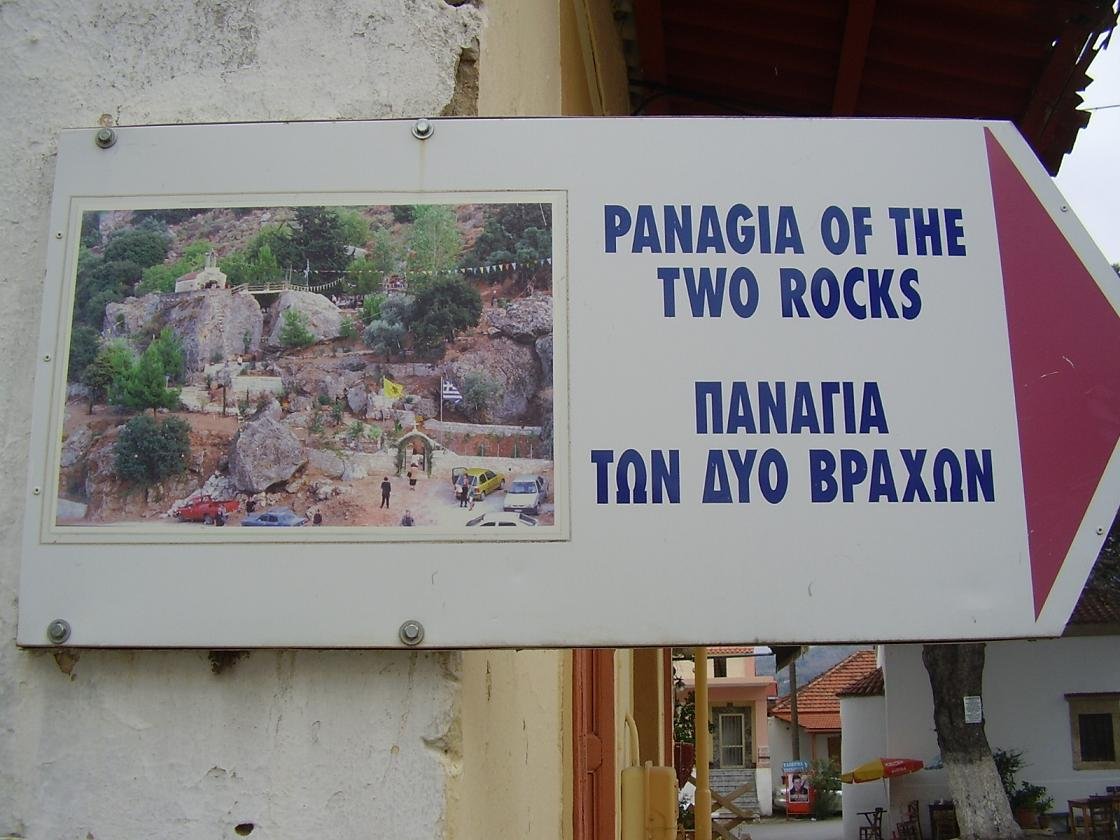 PANAGIA OF THE
TWO ROCKS
ΠΑΝΑΓΙΑ
ΤΩΝ ΔΥΟ ΒΡΑΧΩΝ